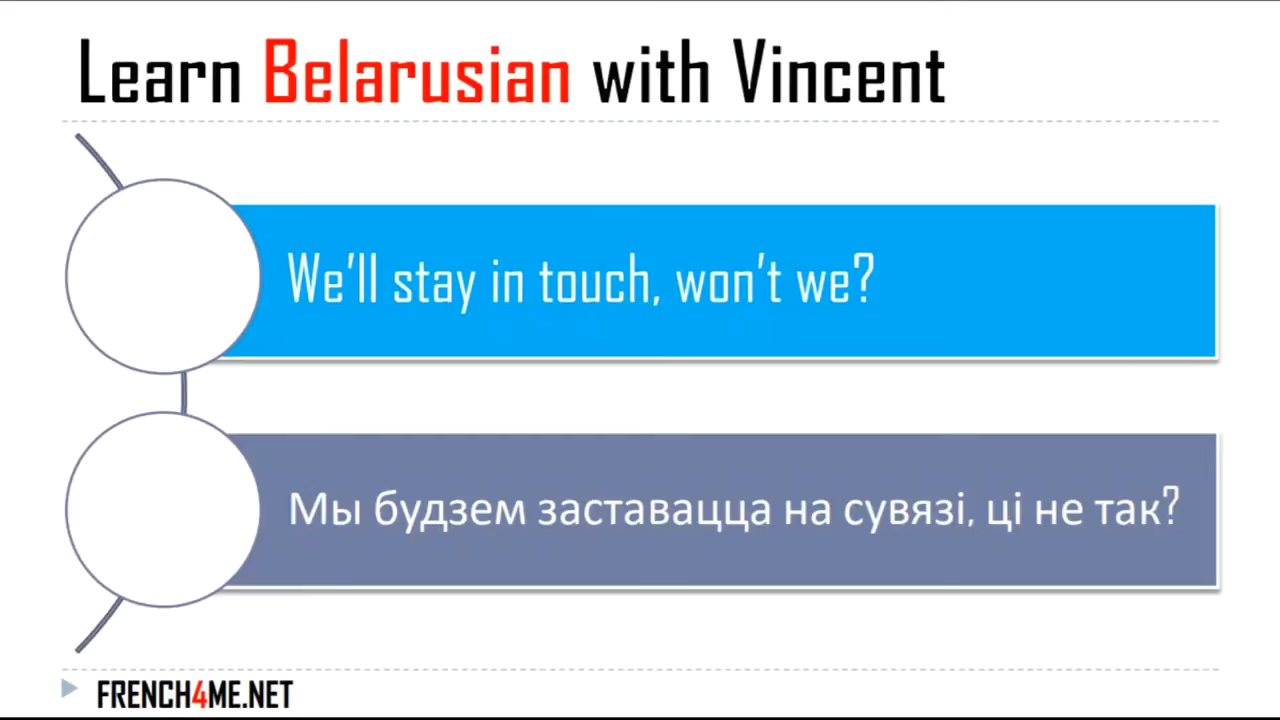 Learn Belarusian with Vincent
We'll stay in touch, won't we?
Мы будзем заставацца на сувязі, ці не так?
FRENCH4ME.NET